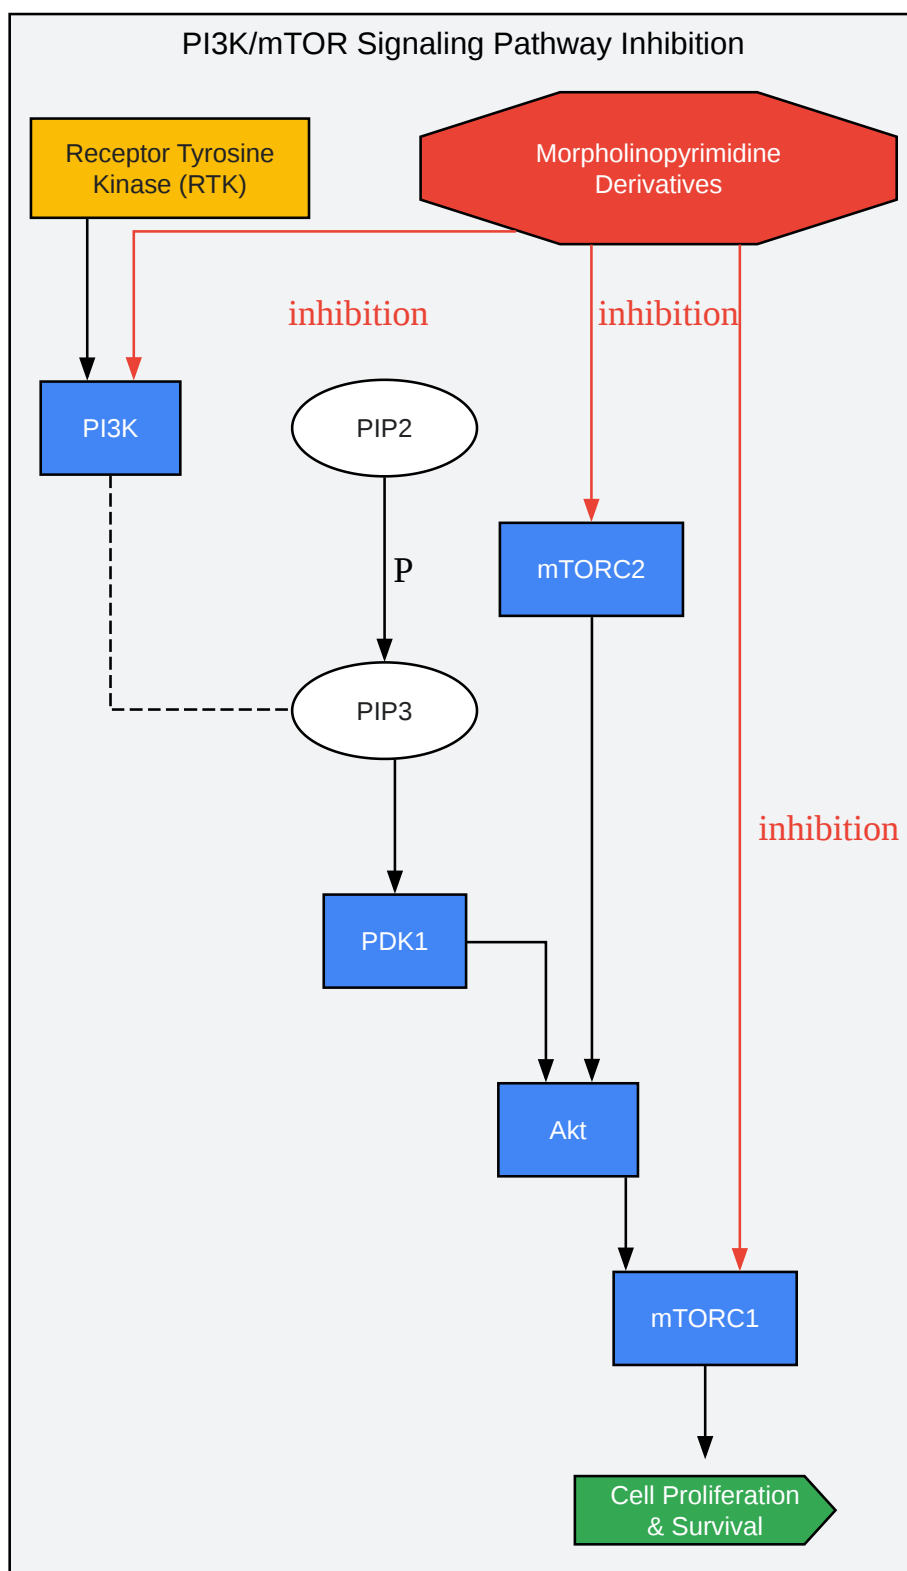 PI3K/mTOR Signaling Pathway Inhibition
Receptor Tyrosine
Kinase (RTK)
Morpholinopyrimidine
Derivatives
inhibition
inhibition
PI3K
PIP2
mTORC2
P
PIP3
inhibition
PDK1
Akt
mTORC1
Cell Proliferation
& Survival